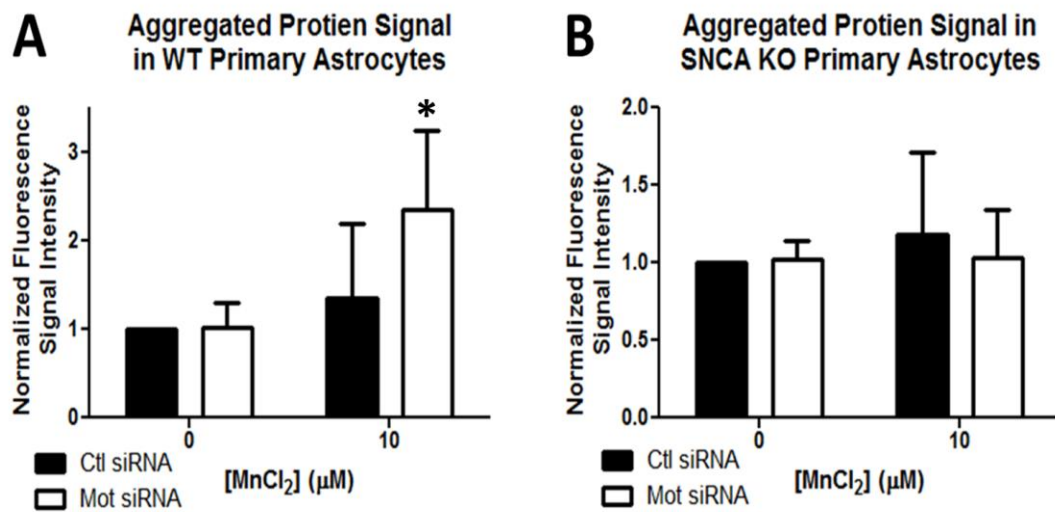 A
Aggregated Protien Signal
in WT Primary Astrocytes
Normalized Fluorescence
Signal Intensity
3
2
1
0
*
0
10
[MnCl₂] (µM)
Ctl siRNA
Mot siRNA
B
Aggregated Protien Signal in
SNCA KO Primary Astrocytes
Normalized Fluorescence
Signal Intensity
2.0
1.5
1.0
0.5
0.0
0
10
[MnCl₂] (µM)
Ctl siRNA
Mot siRNA